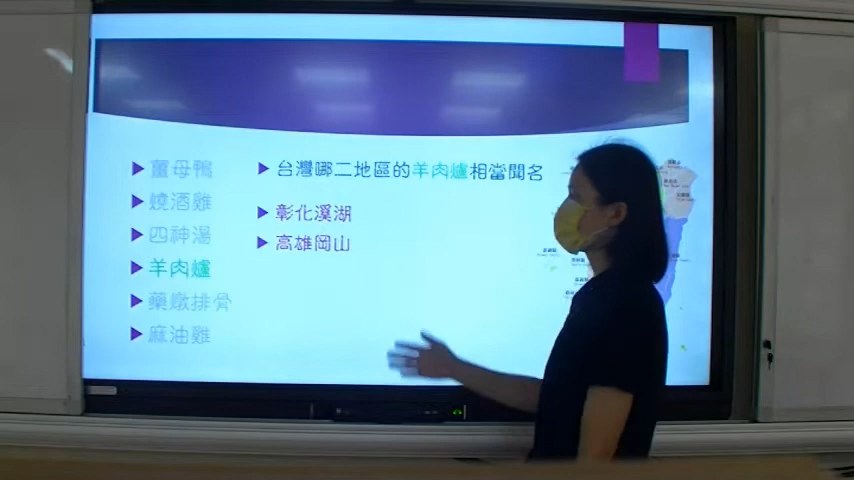 薑母鴨
燒酒雞
四神湯
羊肉爐
藥燉排骨
麻油雞
台灣哪二地區的羊肉爐相當聞名
彰化溪湖
高雄岡山